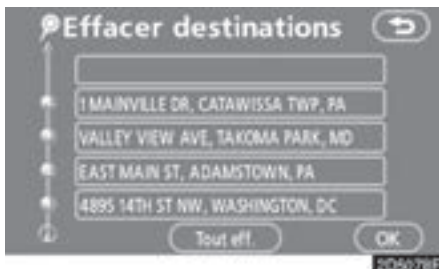 Effacer destinations
1 MAINVILLE DR, CATAWISSA TWP, PA
VALLEY VIEW AVE, TAKOMA PARK, MD
EAST MAIN ST, ADAMSTOWN, PA
4895 14TH ST NW, WASHINGTON, DC
Tout eff.
OK